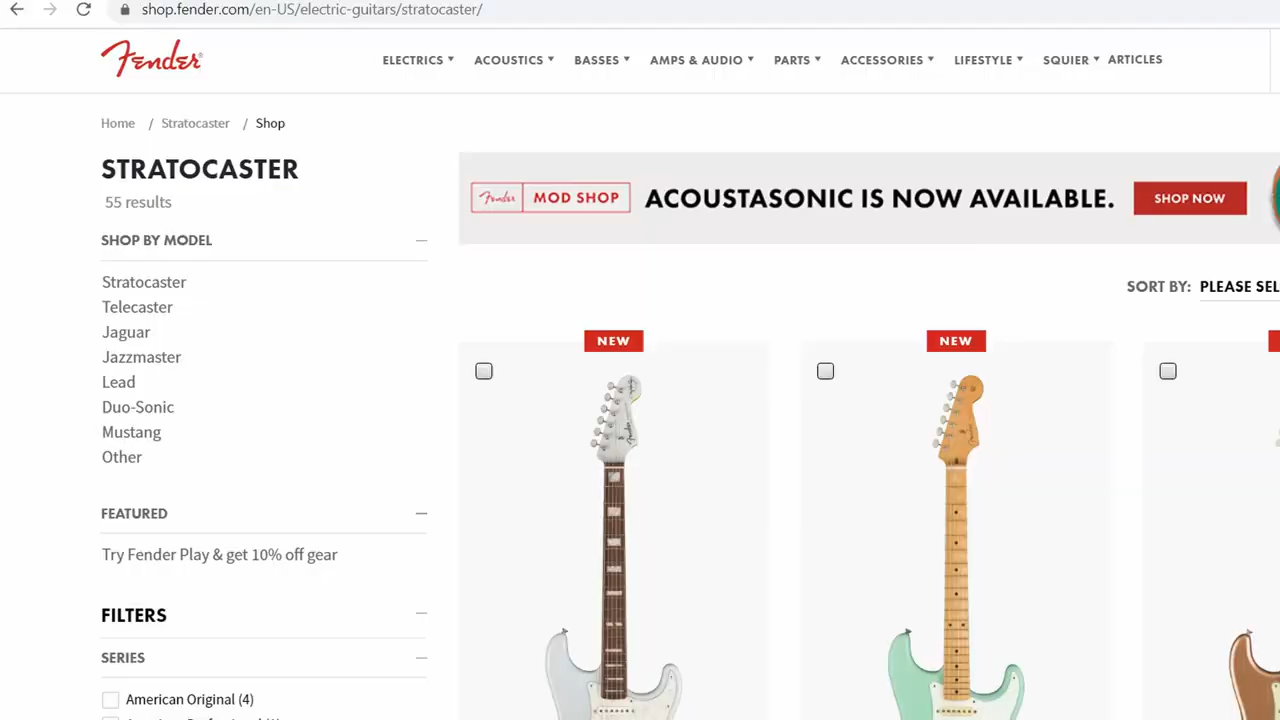 shop.fender.com/en-US/electric-guitars/stratocaster/
Fender
ELECTRICS ACOUSTICS BASSES AMPS & AUDIO PARTS ACCESSORIES LIFESTYLE SQUIER ARTICLES
Home / Stratocaster / Shop
STRATOCASTER
55 results
Fender MOD SHOP ACOUSTASONIC IS NOW AVAILABLE. SHOP NOW
SHOP BY MODEL
Stratocaster
Telecaster
Jaguar
Jazzmaster
Lead
Duo-Sonic
Mustang
Other
SORT BY: PLEASE SEL
NEW NEW
FEATURED
Try Fender Play & get 10% off gear
FILTERS
SERIES
American Original (4)